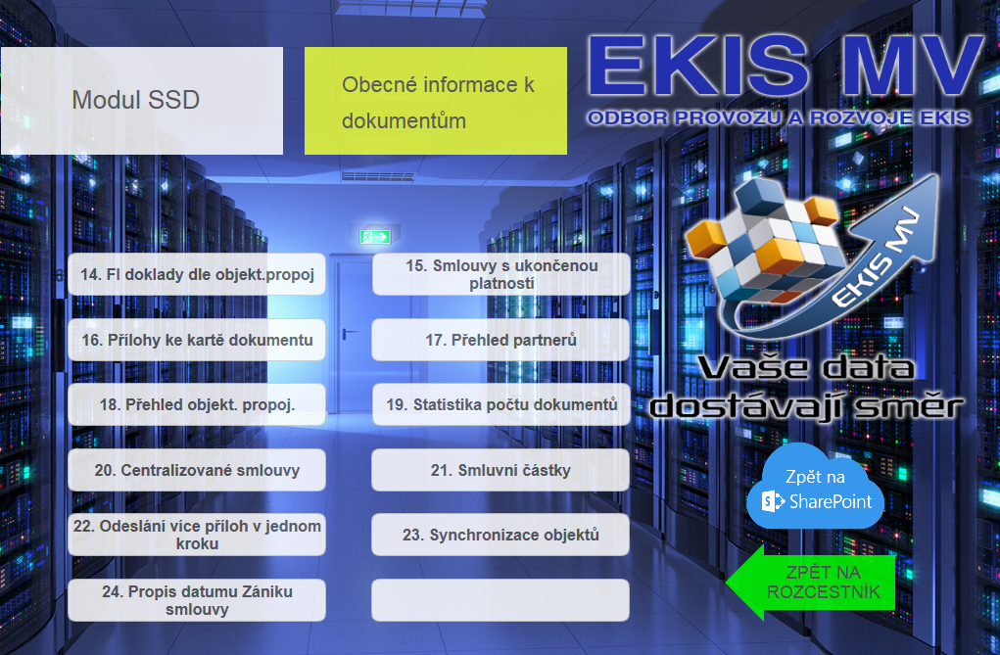 Modul SSD
Obecné informace k
dokumentům
EKIS MV
ODBOR PROVOZU A ROZVOJE EKIS
14. FI doklady dle objekt.propoj
15. Smlouvy s ukončenou
platností
16. Přílohy ke kartě dokumentu
17. Přehled partnerů
18. Přehled objekt. propoj.
19. Statistika počtu dokumentů
20. Centralizované smlouvy
21. Smluvní částky
22. Odeslání více příloh v jednom
kroku
23. Synchronizace objektů
24. Propis datumu Zániku
smlouvy
EKIS MV
Vaše data
dostávají směr
Zpět na
S SharePoint
ZPĚT NA
ROZCESTNÍK